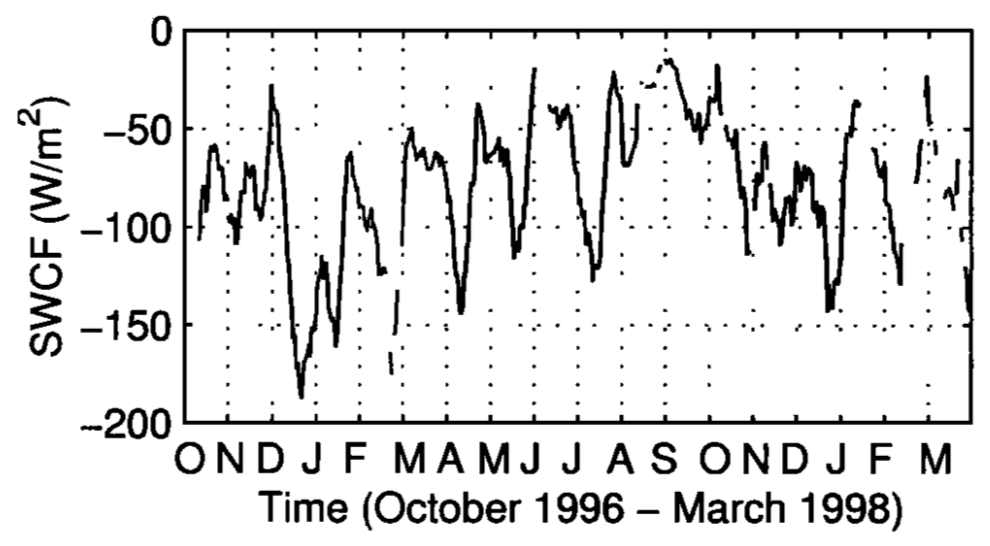 0
−50
−100
−150
−200
SWCF (W/m²)
O N D J F M A M J J A S O N D J F M
Time (October 1996 − March 1998)